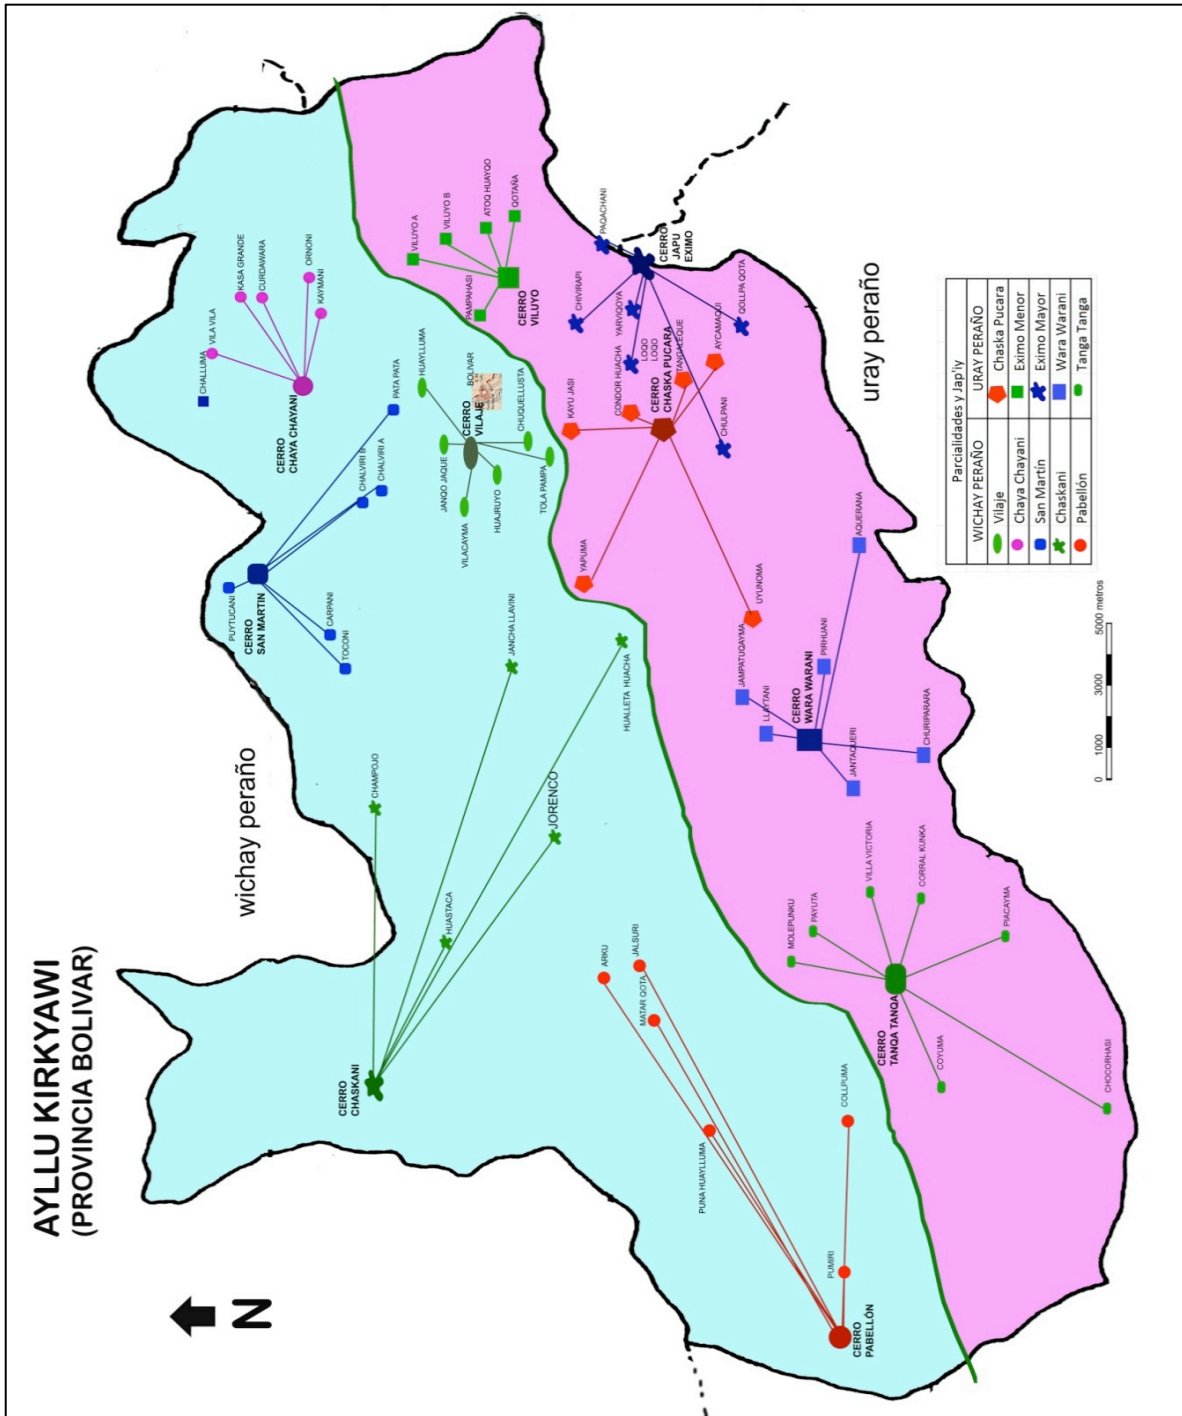 AYLLU KIRKYAWI
(PROVINCIA BOLIVAR)
N
wichay peraño
uray peraño
CERRO
CHASKANI
CHAMPOJO
HUASTACA
JORENCO
JANCHA LLAVINI
HUALLETA HUACHA
CERRO
SAN MARTIN
PUYTUCANI
CARPANI
TOCONI
CHALVIRI B
CHALVIRI A
PATA PATA
CHALLUMA
CERRO
CHAYA CHAYANI
VILA VILA
KASA GRANDE
CURDAWARA
ORNONI
KAYMANI
CERRO
VILAJE
BOLIVAR
HUAYLLUMA
JANQO JAQUE
VILACAYMA
HUAJRUYO
TOLA PAMPA
CHUQUELLUSTA
CERRO
VILUYO
PAMPAHASI
VILUYO A
VILUYO B
ATOQ HUAYQO
QOTAÑA
CERRO
JAPU
EXIMO
PAQACHANI
CHIVIRAPI
YARVIQOYA
LOQO
LOQO
QOLLPA QOTA
CHULPANI
CERRO
CHASKA PUCARA
KAYU JASI
CONDOR HUACHA
TANGALEQUE
AYCAMAQUI
YAPUMA
UYUNOMA
CERRO
WARA WARANI
JAMPATUQAYMA
LLAYTANI
PIRHUANI
AQUERANA
JANTAQUERI
CHURIPARARA
CERRO
TANQA TANQA
MOLEPUNKU
PAYUTA
VILLA VICTORIA
CORRAL KUNKA
PIACAYMA
COYUMA
CHOCORHASI
CERRO
PABELLÓN
ARKU
JALSURI
MATAR QOTA
PUNA HUAYLLUMA
COLLPUMA
PUMIRI
0 1000 3000 5000 metros
Parcialidades y Jap'iy
WICHAY PERAÑO URAY PERAÑO
Vilaje Chaska Pucara
Chaya Chayani Eximo Menor
San Martín Eximo Mayor
Chaskani Wara Warani
Pabellón Tanga Tanga